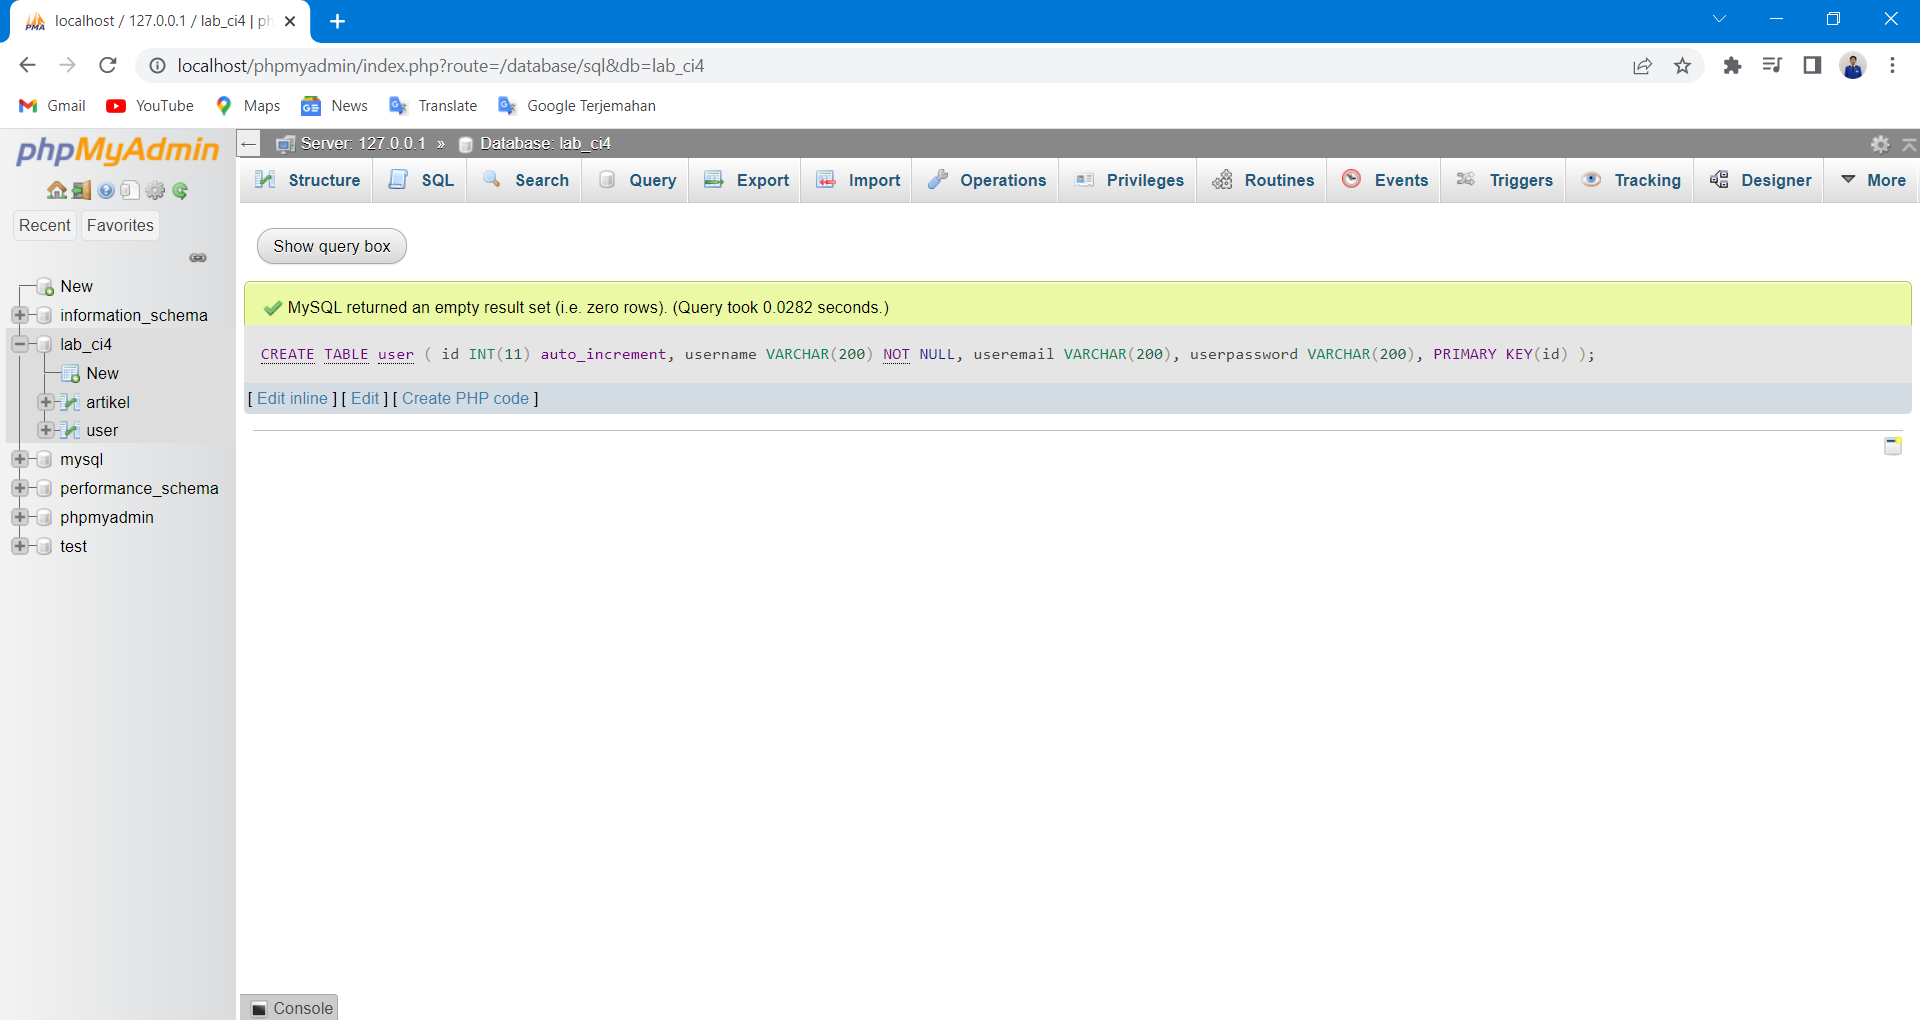 localhost / 127.0.0.1 / lab_ci4 | ph
localhost/phpmyadmin/index.php?route=/database/sql&db=lab_ci4
Gmail YouTube Maps News Translate Google Terjemahan
phpMyAdmin
Recent Favorites
New
information_schema
lab_ci4
New
artikel
user
mysql
performance_schema
phpmyadmin
test
Server: 127.0.0.1 » Database: lab_ci4
Structure SQL Search Query Export Import Operations Privileges Routines Events Triggers Tracking Designer More
Show query box
MySQL returned an empty result set (i.e. zero rows). (Query took 0.0282 seconds.)
CREATE TABLE user ( id INT(11) auto_increment, username VARCHAR(200) NOT NULL, useremail VARCHAR(200), userpassword VARCHAR(200), PRIMARY KEY(id) );
[ Edit inline ] [ Edit ] [ Create PHP code ]
Console